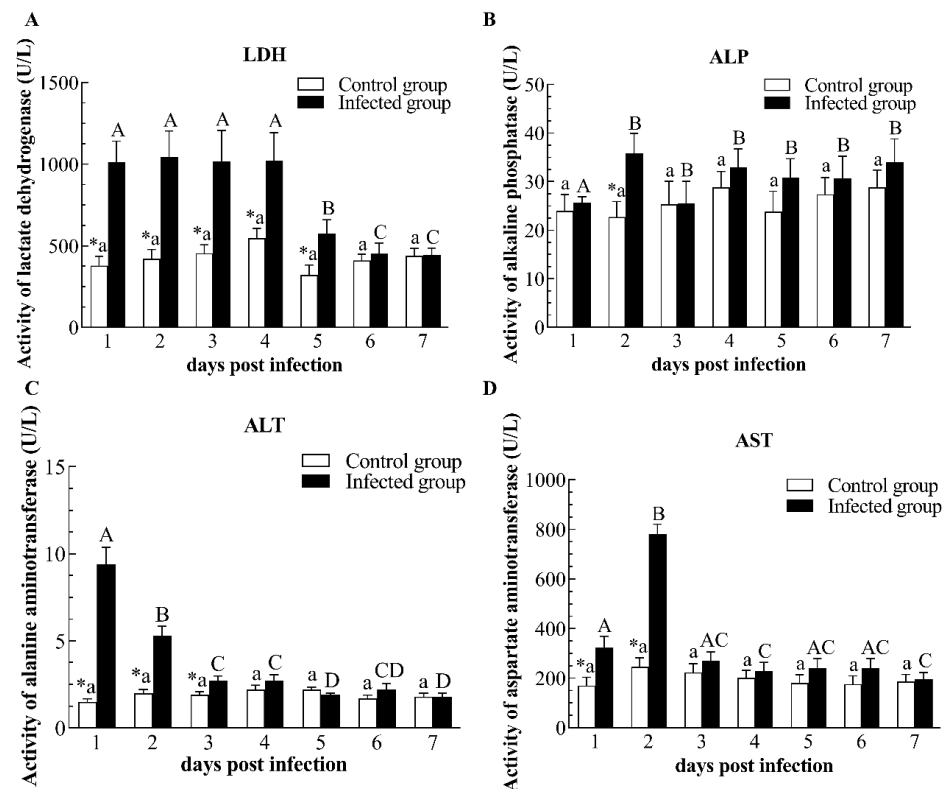 A
LDH
Activity of lactate dehydrogenase (U/L)
Control group
Infected group
1500
1000
500
0
*a A *a A *a A *a A *a B a C a C
1 2 3 4 5 6 7
days post infection
B
ALP
Activity of alkaline phosphatase (U/L)
Control group
Infected group
50
40
30
20
10
0
a A *a B a B a B a B a B a B
1 2 3 4 5 6 7
days post infection
C
ALT
Activity of alanine aminotransferase (U/L)
Control group
Infected group
15
10
5
0
*a A *a B *a C a C a D a CD a D
1 2 3 4 5 6 7
days post infection
D
AST
Activity of aspartate aminotransferase (U/L)
Control group
Infected group
1000
800
600
400
200
0
*a A *a B a AC a C a AC a AC a C
1 2 3 4 5 6 7
days post infection